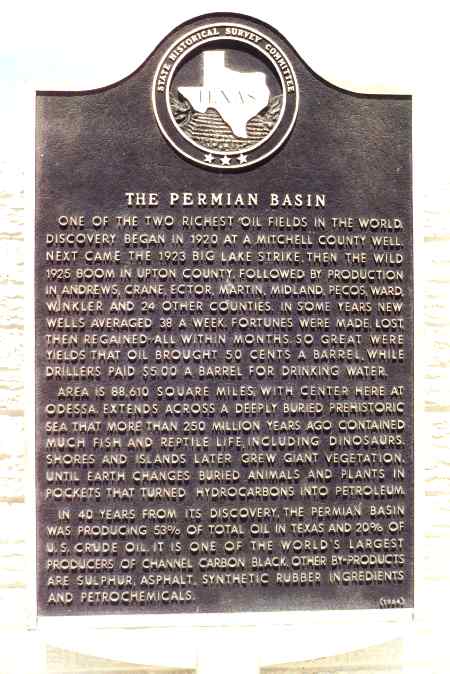 STATE HISTORICAL SURVEY COMMITTEE
TEXAS
THE PERMIAN BASIN
ONE OF THE TWO RICHEST OIL FIELDS IN THE WORLD.
DISCOVERY BEGAN IN 1920 AT A MITCHELL COUNTY WELL.
NEXT CAME THE 1923 BIG LAKE STRIKE, THEN THE WILD
1925 BOOM IN UPTON COUNTY, FOLLOWED BY PRODUCTION
IN ANDREWS, CRANE, ECTOR, MARTIN, MIDLAND, PECOS, WARD,
WINKLER AND 24 OTHER COUNTIES. IN SOME YEARS NEW
WELLS AVERAGED 38 A WEEK. FORTUNES WERE MADE, LOST,
THEN REGAINED-ALL WITHIN MONTHS. SO GREAT WERE
YIELDS THAT OIL BROUGHT 50 CENTS A BARREL, WHILE
DRILLERS PAID $5.00 A BARREL FOR DRINKING WATER.
AREA IS 88,610 SQUARE MILES, WITH CENTER HERE AT
ODESSA. EXTENDS ACROSS A DEEPLY BURIED PREHISTORIC
SEA THAT MORE THAN 250 MILLION YEARS AGO CONTAINED
MUCH FISH AND REPTILE LIFE, INCLUDING DINOSAURS.
SHORES AND ISLANDS LATER GREW GIANT VEGETATION,
UNTIL EARTH CHANGES BURIED ANIMALS AND PLANTS IN
POCKETS THAT TURNED HYDROCARBONS INTO PETROLEUM.
IN 40 YEARS FROM ITS DISCOVERY, THE PERMIAN BASIN
WAS PRODUCING 53% OF TOTAL OIL IN TEXAS AND 20% OF
U.S. CRUDE OIL. IT IS ONE OF THE WORLD'S LARGEST
PRODUCERS OF CHANNEL CARBON BLACK. OTHER BY-PRODUCTS
ARE SULPHUR, ASPHALT, SYNTHETIC RUBBER INGREDIENTS
AND PETROCHEMICALS.
(1964)